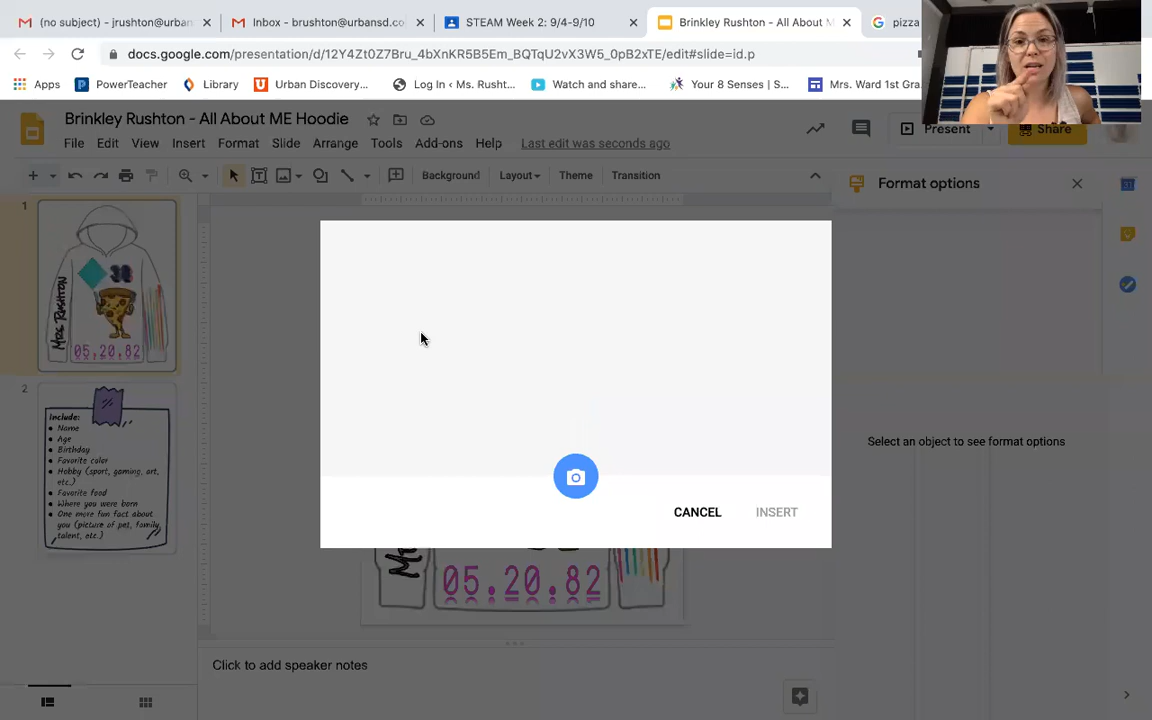 (no subject) - jrushton@urban
Inbox - brushton@urbansd.co
STEAM Week 2: 9/4-9/10
Brinkley Rushton - All About M
pizza
docs.google.com/presentation/d/12Y4Zt0Z7Bru_4bXnKR5B5Em_BQTqU2vX3W5_0pB2xTE/edit#slide=id.p
Apps
PowerTeacher
Library
Urban Discovery...
Log In ‹ Ms. Rusht...
Watch and share...
Your 8 Senses | S...
Mrs. Ward 1st Gra
Brinkley Rushton - All About ME Hoodie
Present
Share
File Edit View Insert Format Slide Arrange Tools Add-ons Help Last edit was seconds ago
Background Layout Theme Transition
Format options
1
Mrs. Rushton
38
05.20.82
2
Include:
Name
Age
Birthday
Favorite color
Hobby (sport, gaming, art,
etc.)
Favorite food
Where you were born
One more fun fact about
you (picture of pet, family,
talent, etc.)
Select an object to see format options
CANCEL INSERT
05.20.82
Click to add speaker notes